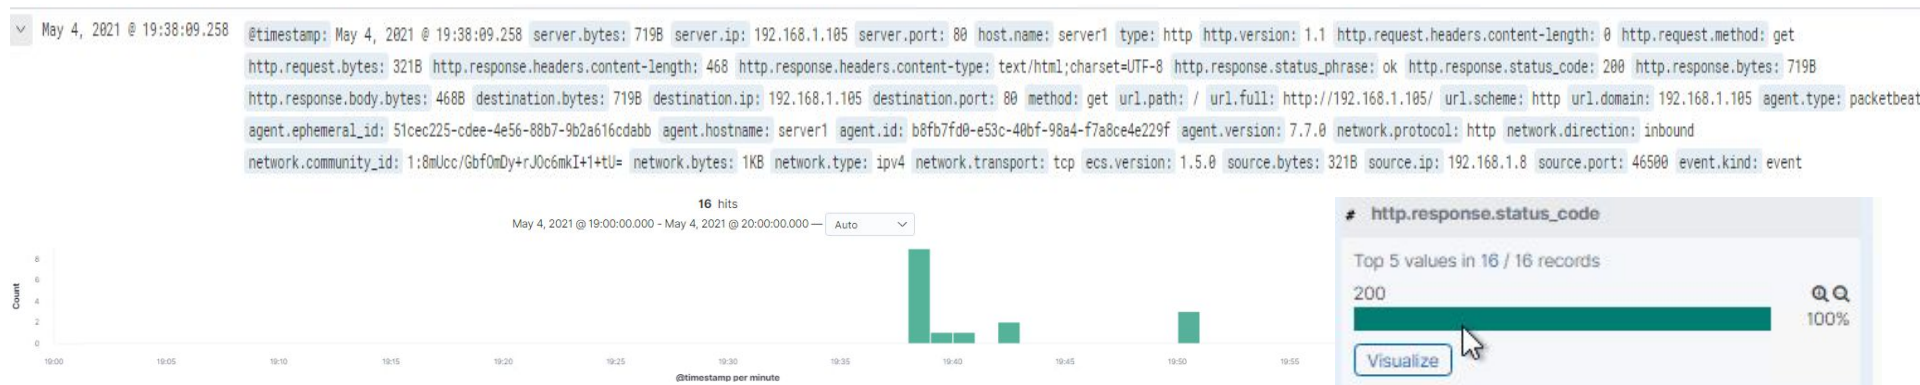 May 4, 2021 @ 19:38:09.258 @timestamp: May 4, 2021 @ 19:38:09.258 server.bytes: 719B server.ip: 192.168.1.105 server.port: 80 host.name: server1 type: http http.version: 1.1 http.request.headers.content-length: 0 http.request.method: get
http.request.bytes: 321B http.response.headers.content-length: 468 http.response.headers.content-type: text/html;charset=UTF-8 http.response.status_phrase: ok http.response.status_code: 200 http.response.bytes: 719B
http.response.body.bytes: 468B destination.bytes: 719B destination.ip: 192.168.1.105 destination.port: 80 method: get url.path: / url.full: http://192.168.1.105/ url.scheme: http url.domain: 192.168.1.105 agent.type: packetbeat
agent.ephemeral_id: 51cec225-cdee-4e56-88b7-9b2a616cdabb agent.hostname: server1 agent.id: b8fb7fd0-e53c-40bf-98a4-f7a8ce4e229f agent.version: 7.7.0 network.protocol: http network.direction: inbound
network.community_id: 1:8mUcc/GbfOmDy+rJOc6mkI+1+tU= network.bytes: 1KB network.type: ipv4 network.transport: tcp ecs.version: 1.5.0 source.bytes: 321B source.ip: 192.168.1.8 source.port: 46500 event.kind: event
16 hits
May 4, 2021 @ 19:00:00.000 - May 4, 2021 @ 20:00:00.000 — Auto
Count
8
6
4
2
0
19:00 19:05 19:10 19:15 19:20 19:25 19:30 19:35 19:40 19:45 19:50 19:55
@timestamp per minute
# http.response.status_code
Top 5 values in 16 / 16 records
200
100%
Visualize